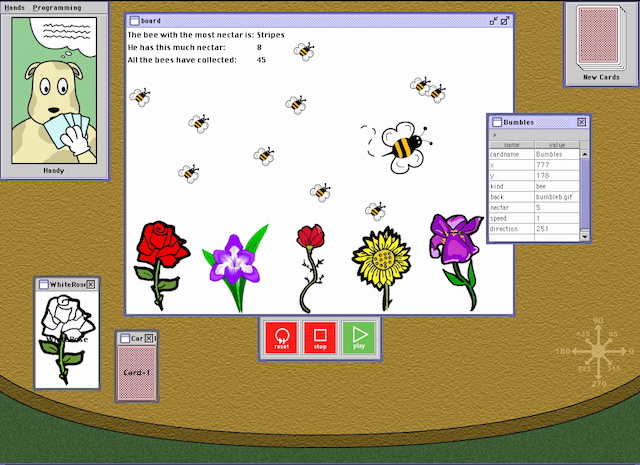 Hands Programming
Handy
board
The bee with the most nectar is: Stripes
He has this much nectar: 8
All the bees have collected: 45
New Cards
Bumbles
name value
cardname Bumbles
x 777
y 178
kind bee
back bumbleb.gif
nectar 5
speed 1
direction 251
WhiteRose
WhiteRose
Car
Card-1
reset stop play
90
135 45
180 0
225 315
270